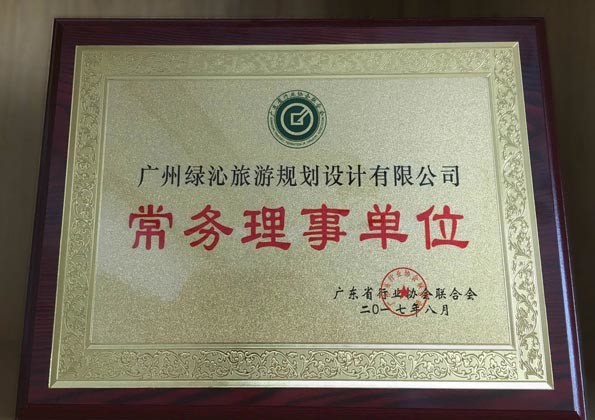 广州绿沁旅游规划设计有限公司
常务理事单位
广东省行业协会联合会
二〇一七年八月